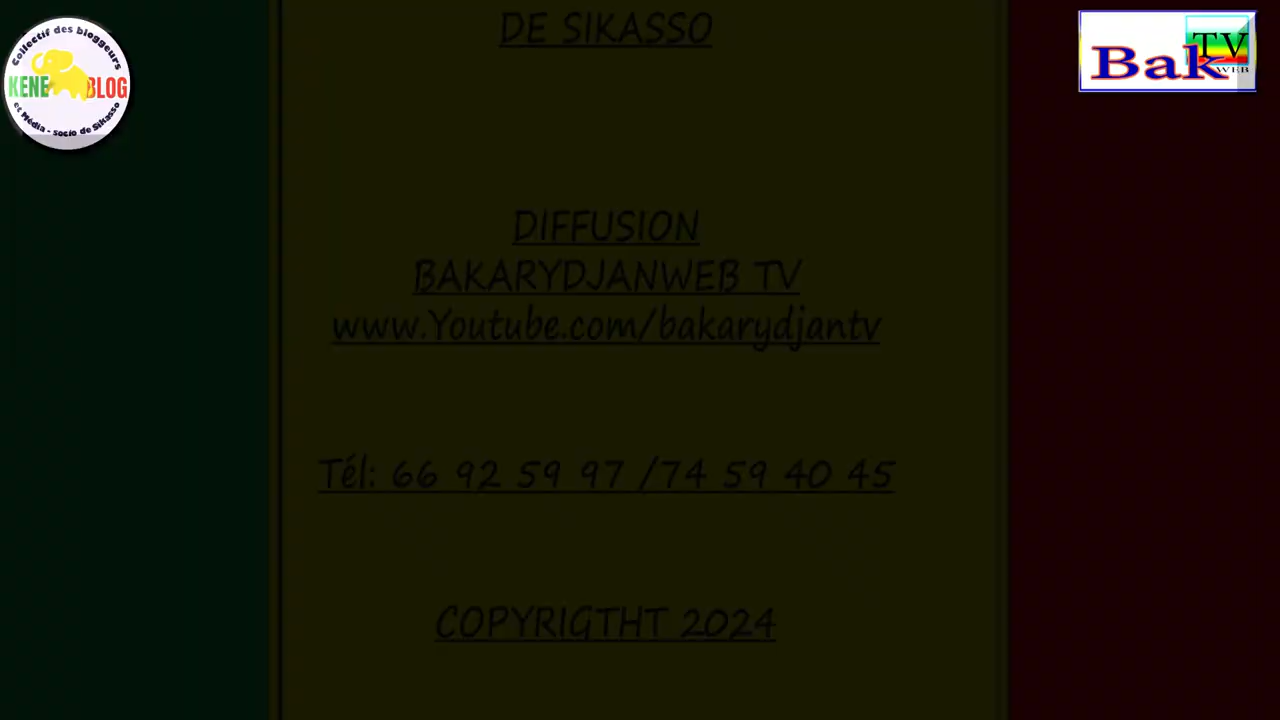 Collectif des bloggeurs
KENE BLOG
et Média - socio de Sikasso
Bak TV
WEB
DE SIKASSO
DIFFUSION
BAKARYDJANWEB TV
www.Youtube.com/bakarydjantv
Tél: 66 92 59 97 /74 59 40 45
COPYRIGTHT 2024